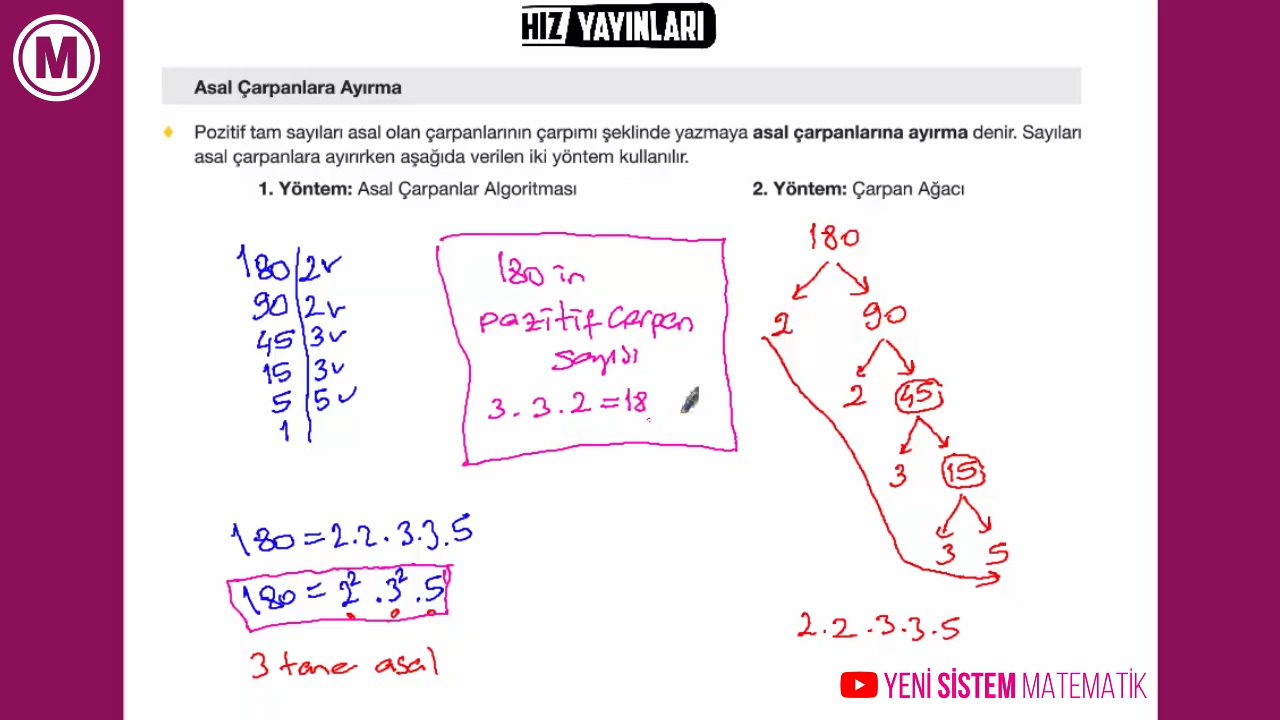 M
HIZ YAYINLARI
Asal Çarpanlara Ayırma
Pozitif tam sayıları asal olan çarpanlarının çarpımı şeklinde yazmaya asal çarpanlarına ayırma denir. Sayıları
asal çarpanlara ayırırken aşağıda verilen iki yöntem kullanılır.
1. Yöntem: Asal Çarpanlar Algoritması
180 | 2 ✓
90 | 2 ✓
45 | 3 ✓
15 | 3 ✓
5 | 5 ✓
1 |
180 = 2.2.3.3.5
180 = 2² . 3² . 5¹
3 tane asal
180 in
pozitif Çarpan
sayısı
3 . 3 . 2 = 18
2. Yöntem: Çarpan Ağacı
180
2 90
2 45
3 15
3 5
2.2.3.3.5
YENİ SİSTEM MATEMATİK